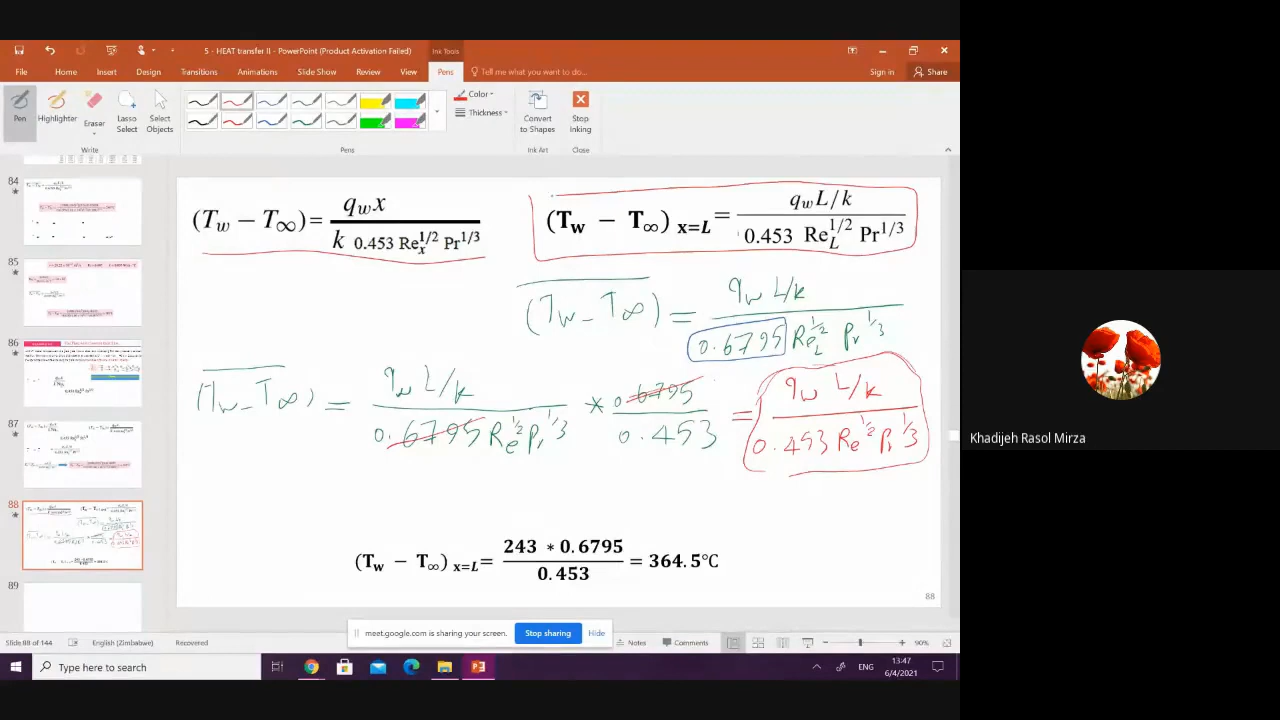 5 - HEAT transfer II - PowerPoint (Product Activation Failed)
Ink Tools
File Home Insert Design Transitions Animations Slide Show Review View Pens Tell me what you want to do... Sign in Share
Pen Highlighter Eraser Lasso Select Select Objects Color Thickness Convert to Shapes Stop Inking
Write Pens Ink Art Close
84
85
86
87
88
89
(T_w − T_∞) = q_w x / k 0.453 Re_x^1/2 Pr^1/3
(T_w − T_∞)_x=L = q_w L/k / 0.453 Re_L^1/2 Pr^1/3
(T_w − T_∞) = q_w L/k / 0.6795 Re_L^1/2 Pr^1/3
(T_w − T_∞) = q_w L/k / 0.6795 Re^1/2 Pr^1/3 * 0.6795 / 0.453 = q_w L/k / 0.453 Re^1/2 Pr^1/3
(T_w − T_∞)_x=L = 243 * 0.6795 / 0.453 = 364.5°C
88
Khadijeh Rasol Mirza
meet.google.com is sharing your screen. Stop sharing Hide
Slide 88 of 144 English (Zimbabwe) Recovered Notes Comments 90%
Type here to search
ENG
13:47
6/4/2021